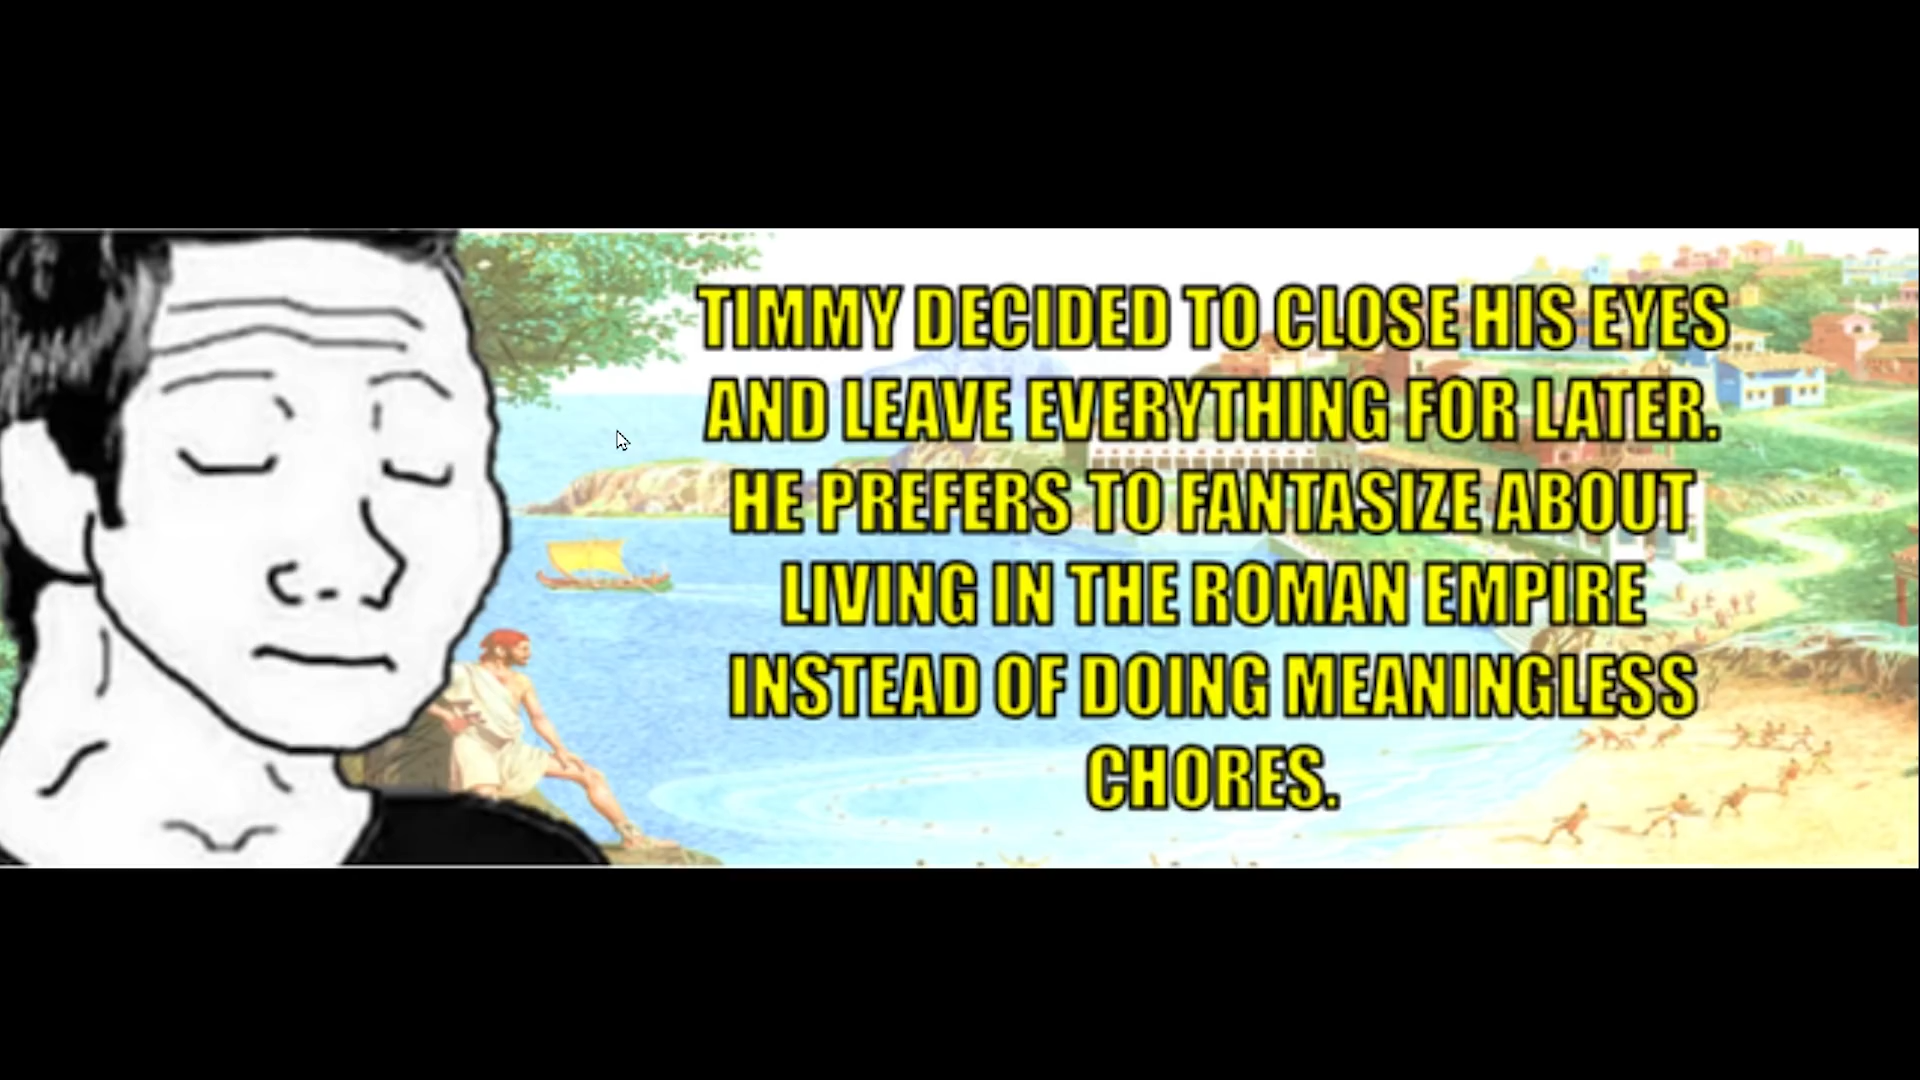 TIMMY DECIDED TO CLOSE HIS EYES
AND LEAVE EVERYTHING FOR LATER.
HE PREFERS TO FANTASIZE ABOUT
LIVING IN THE ROMAN EMPIRE
INSTEAD OF DOING MEANINGLESS
CHORES.